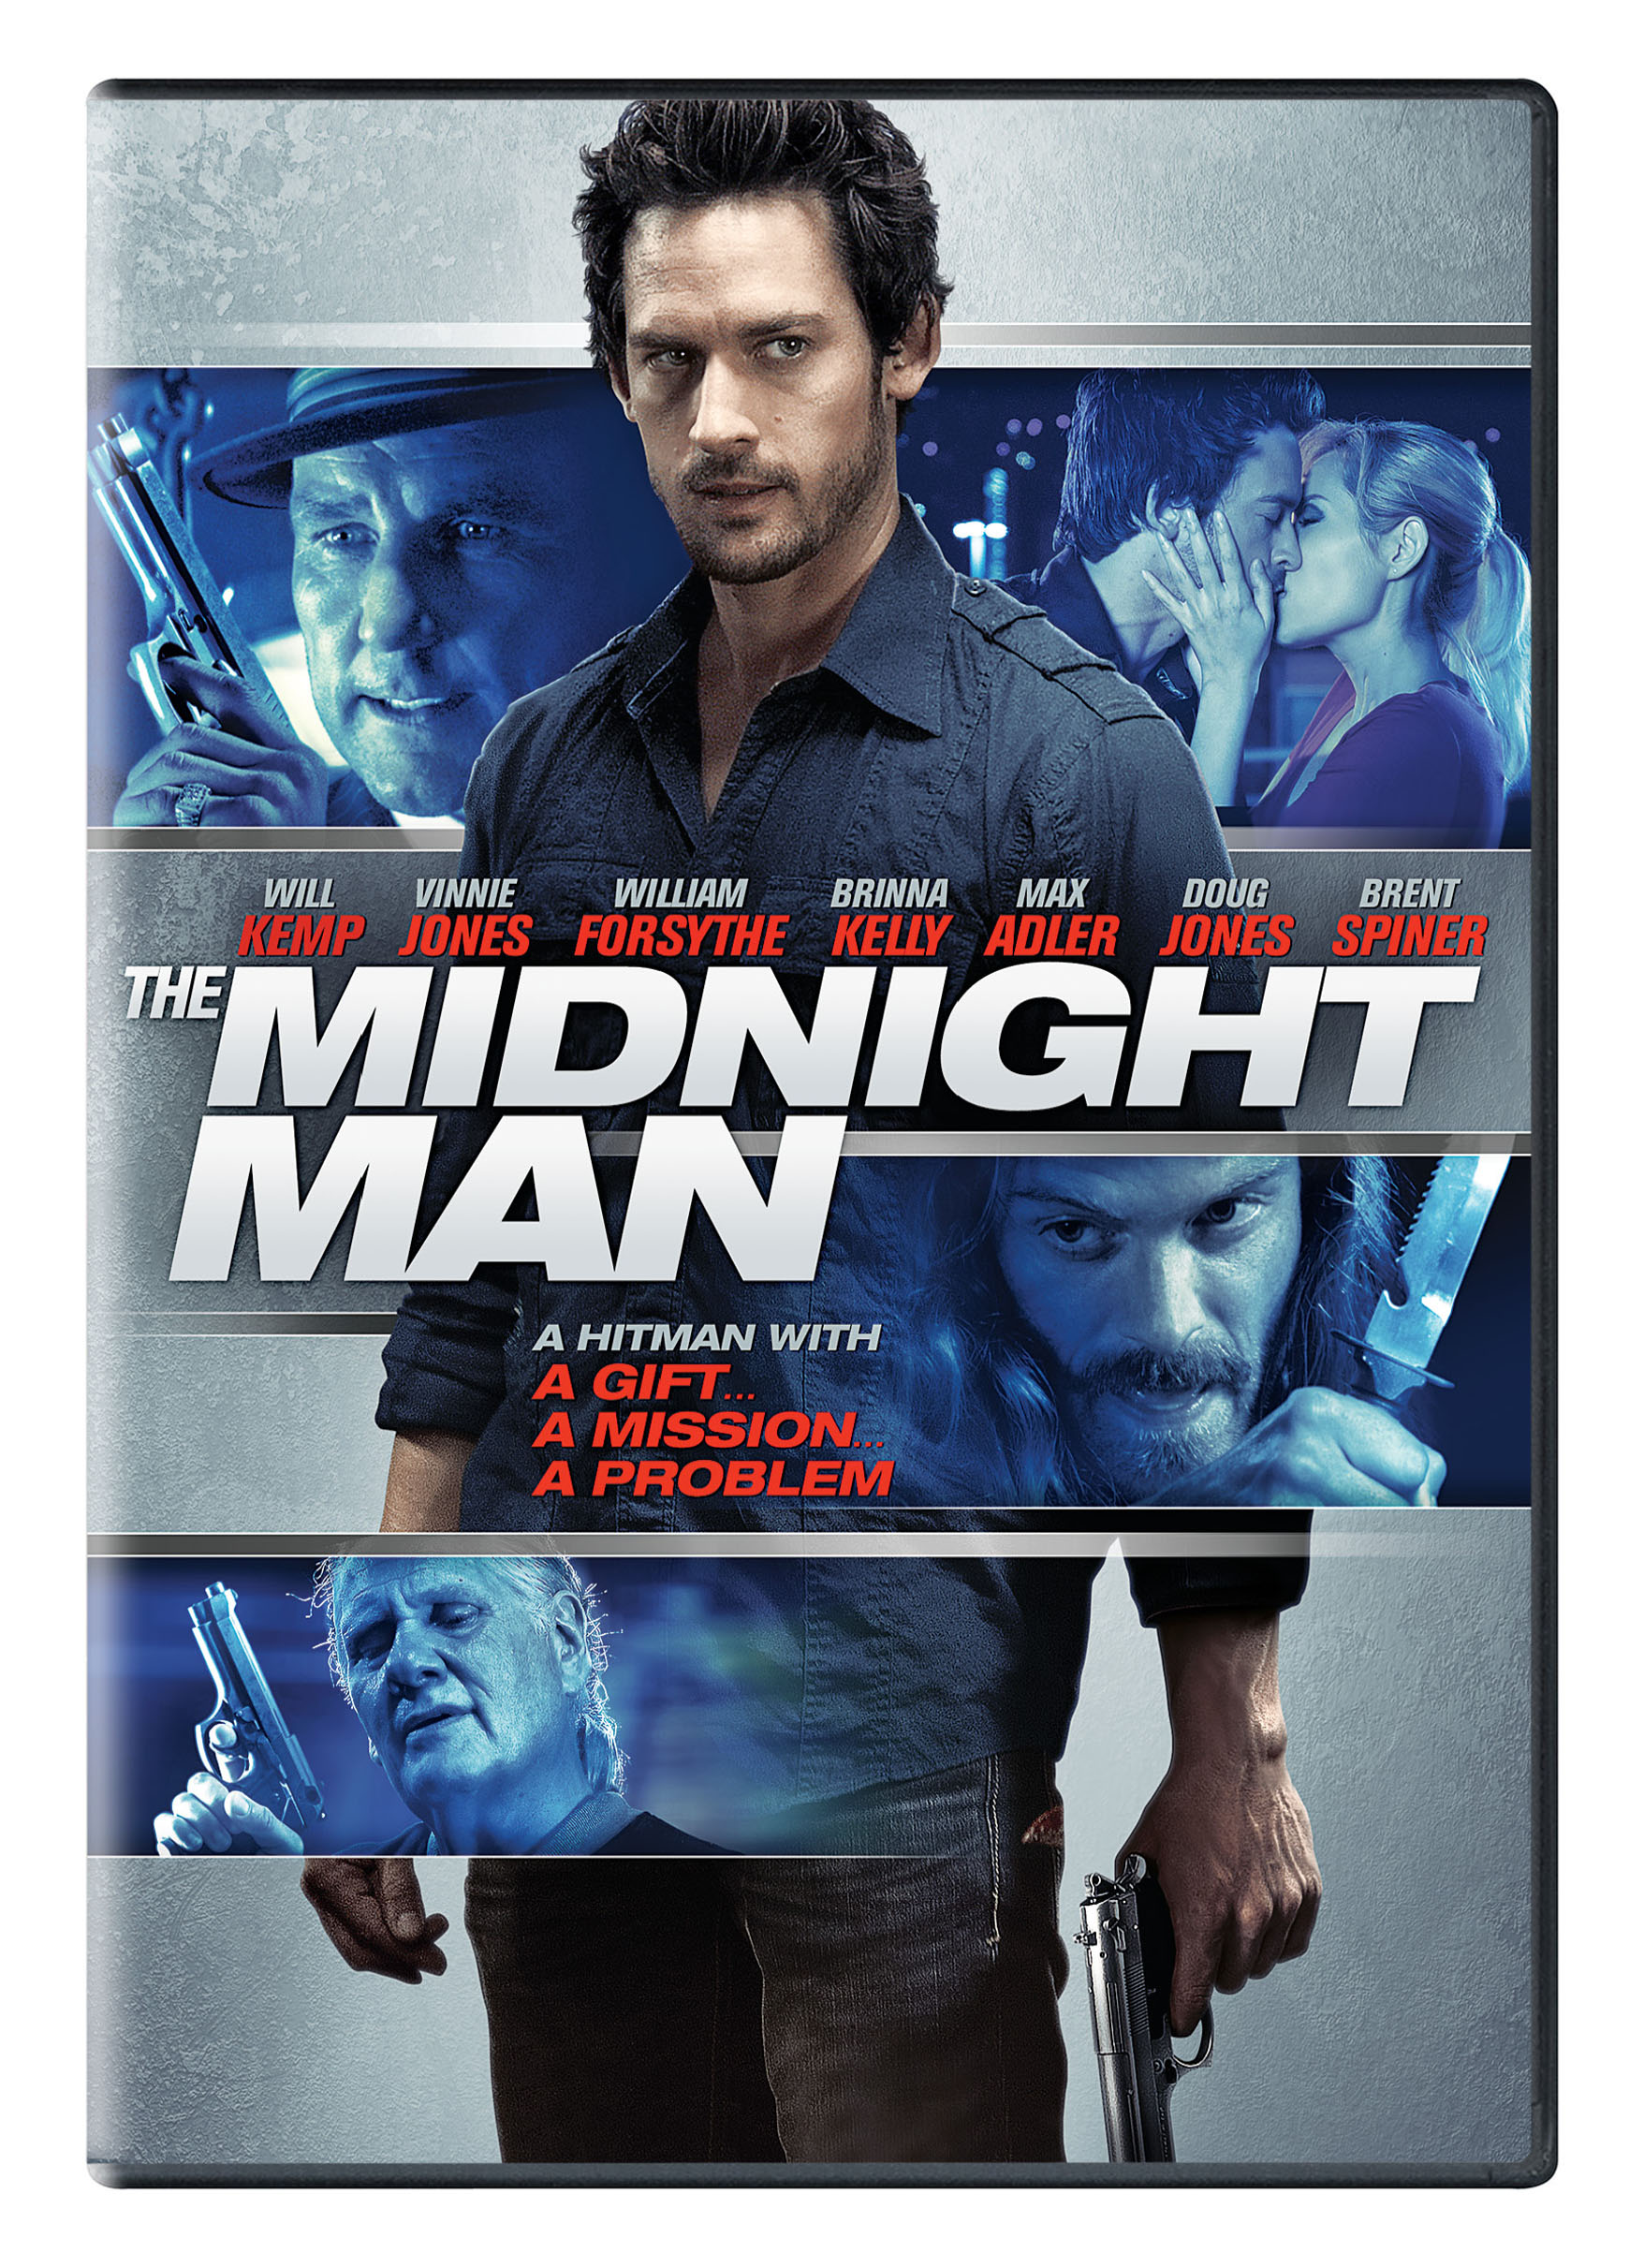 WILL VINNIE WILLIAM BRINNA MAX DOUG BRENT
KEMP JONES FORSYTHE KELLY ADLER JONES SPINER
THE MIDNIGHT
MAN
A HITMAN WITH
A GIFT...
A MISSION...
A PROBLEM